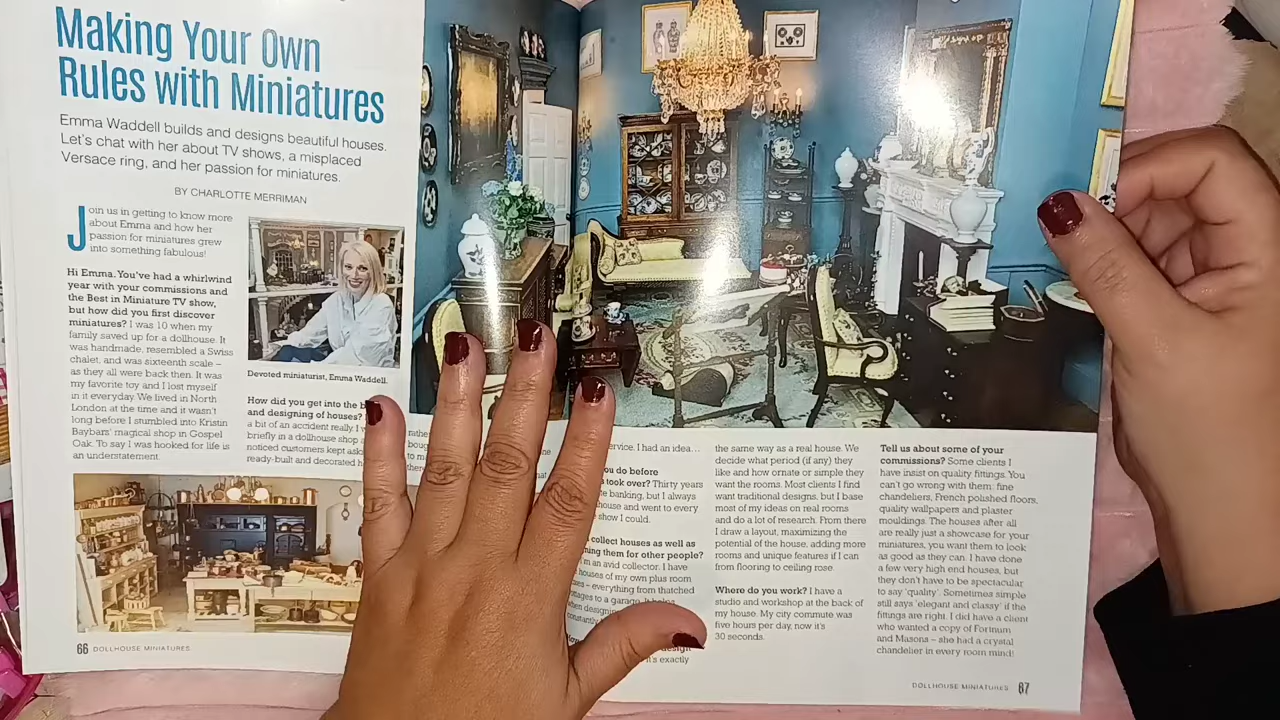 Making Your Own
Rules with Miniatures
Emma Waddell builds and designs beautiful houses.
Let's chat with her about TV shows, a misplaced
Versace ring, and her passion for miniatures.
BY CHARLOTTE MERRIMAN
Join us in getting to know more
about Emma and how her
passion for miniatures grew
into something fabulous!
Hi Emma. You've had a whirlwind
year with your commissions and
the Best in Miniature TV show,
but how did you first discover
miniatures? I was 10 when my
family saved up for a dollhouse. It
was handmade, resembled a Swiss
chalet, and was sixteenth scale –
as they all were back then. It was
my favorite toy and I lost myself
in it everyday. We lived in North
London at the time and it wasn't
long before I stumbled into Kristin
Baybars' magical shop in Gospel
Oak. To say I was hooked for life is
an understatement.
Devoted miniaturist, Emma Waddell.
How did you get into the
and designing of houses?
a bit of an accident really. I
briefly in a dollhouse shop
noticed customers kept
ready-built and decorated
66 DOLLHOUSE MINIATURES
service. I had an idea…
you do before
took over? Thirty years
banking, but I always
house and went to every
show I could.
collect houses as well as
them for other people?
an avid collector. I have
houses of my own plus room
– everything from thatched
to a garage.
when designing
constantly
it's exactly
the same way as a real house. We
decide what period (if any) they
like and how ornate or simple they
want the rooms. Most clients I find
want traditional designs, but I base
most of my ideas on real rooms
and do a lot of research. From there
I draw a layout, maximizing the
potential of the house, adding more
rooms and unique features if I can
from flooring to ceiling rose.
Where do you work? I have a
studio and workshop at the back of
my house. My city commute was
five hours per day, now it's
30 seconds.
Tell us about some of your
commissions? Some clients I
have insist on quality fittings. You
can't go wrong with them: fine
chandeliers, French polished floors,
quality wallpapers and plaster
mouldings. The houses after all
are really just a showcase for your
miniatures, you want them to look
as good as they can. I have done
a few very high end houses, but
they don't have to be spectacular
to say 'quality'. Sometimes simple
still says 'elegant and classy' if the
fittings are right. I did have a client
who wanted a copy of Fortnum
and Masons – she had a crystal
chandelier in every room mind!
DOLLHOUSE MINIATURES 67